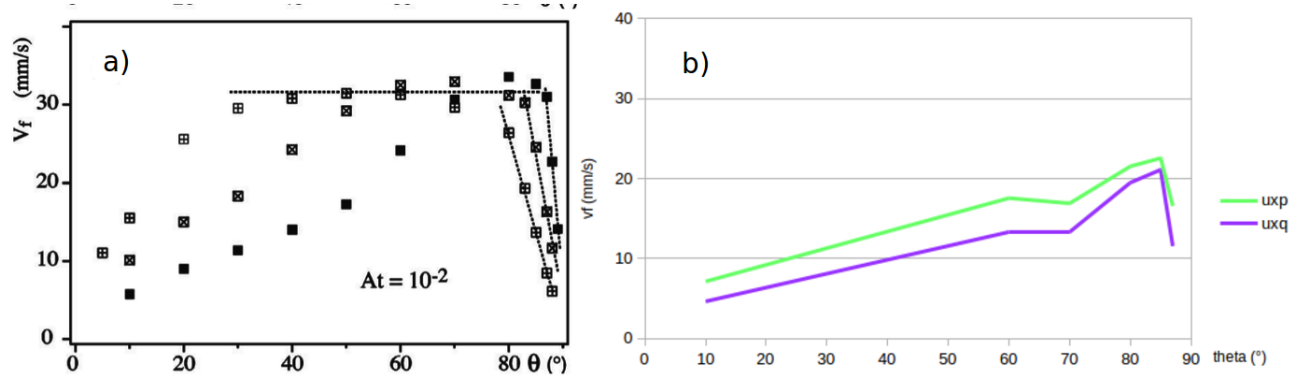 a)
V_f (mm/s)
30
20
10
0
At = 10^-2
0 20 40 60 80 θ (°)
b)
vf (mm/s)
40
30
20
10
0
0 10 20 30 40 50 60 70 80 90 theta (°)
uxp
uxq